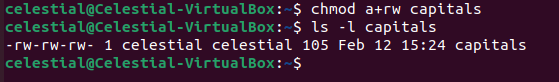 celestial@Celestial-VirtualBox:~$ chmod a+rw capitals
celestial@Celestial-VirtualBox:~$ ls -l capitals
-rw-rw-rw- 1 celestial celestial 105 Feb 12 15:24 capitals
celestial@Celestial-VirtualBox:~$